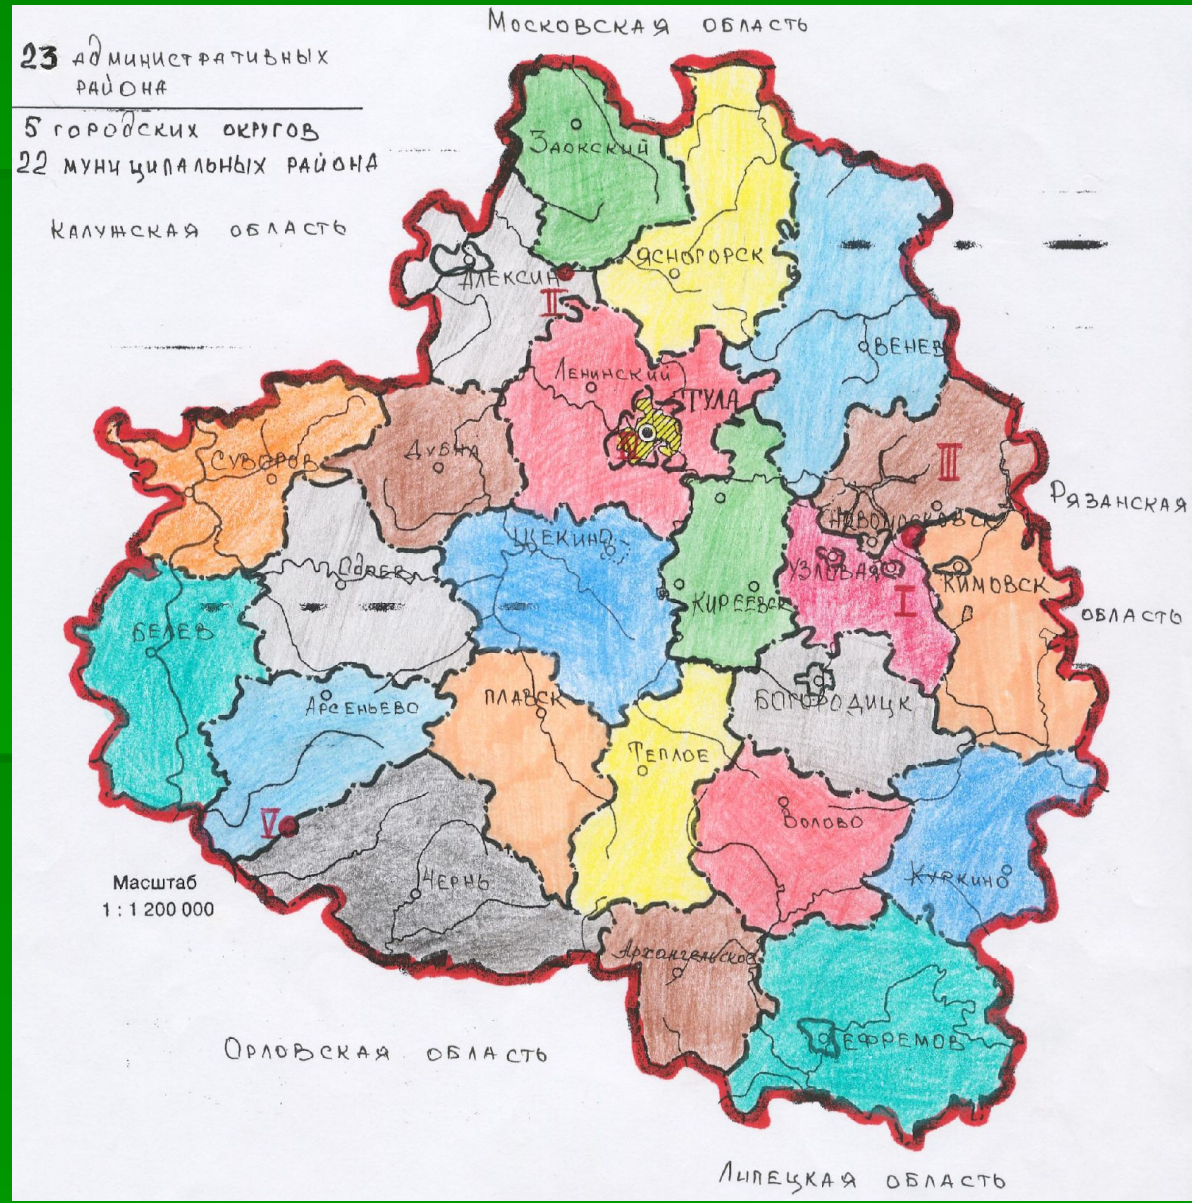 Московская область
23 административных
района
5 городских округов
22 муниципальных района
Калужская область
Заокский
Ясногорск
Алексин
II
Венев
Ленинский
Тула
Суворов
Дубна
III
Рязанская
область
Новомосковск
Щекино
Одоев
Узловая
I
Кимовск
Киреевск
Белев
Арсеньево
Плавск
Богородицк
Теплое
Волово
V
Чернь
Куркино
Масштаб
1 : 1 200 000
Архангельское
Ефремов
Орловская область
Липецкая область